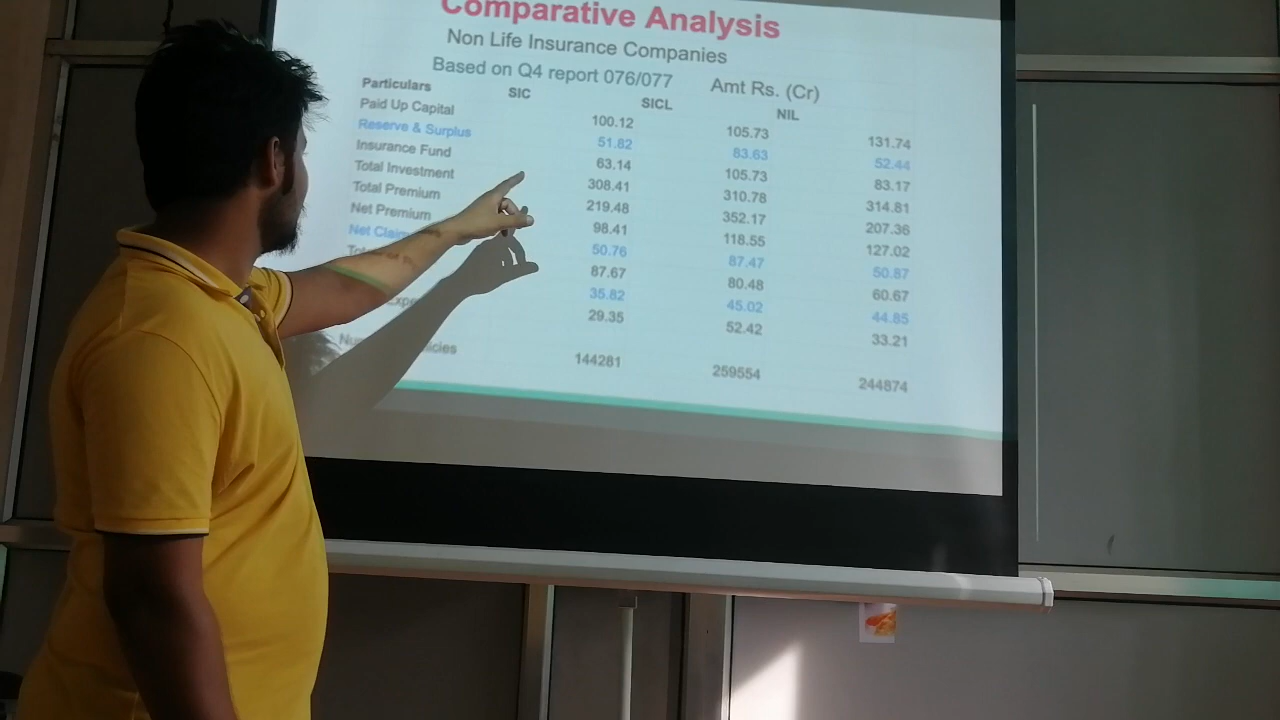 Comparative Analysis
Non Life Insurance Companies
Based on Q4 report 076/077 Amt Rs. (Cr)
Particulars SIC SICL NIL
Paid Up Capital 100.12 105.73 131.74
Reserve & Surplus 51.82 83.63 52.44
Insurance Fund 63.14 105.73 83.17
Total Investment 308.41 310.78 314.81
Total Premium 219.48 352.17 207.36
Net Premium 98.41 118.55 127.02
Net 50.76 87.47 50.87
87.67 80.48 60.67
35.82 45.02 44.85
29.35 52.42 33.21
144281 259554 244874